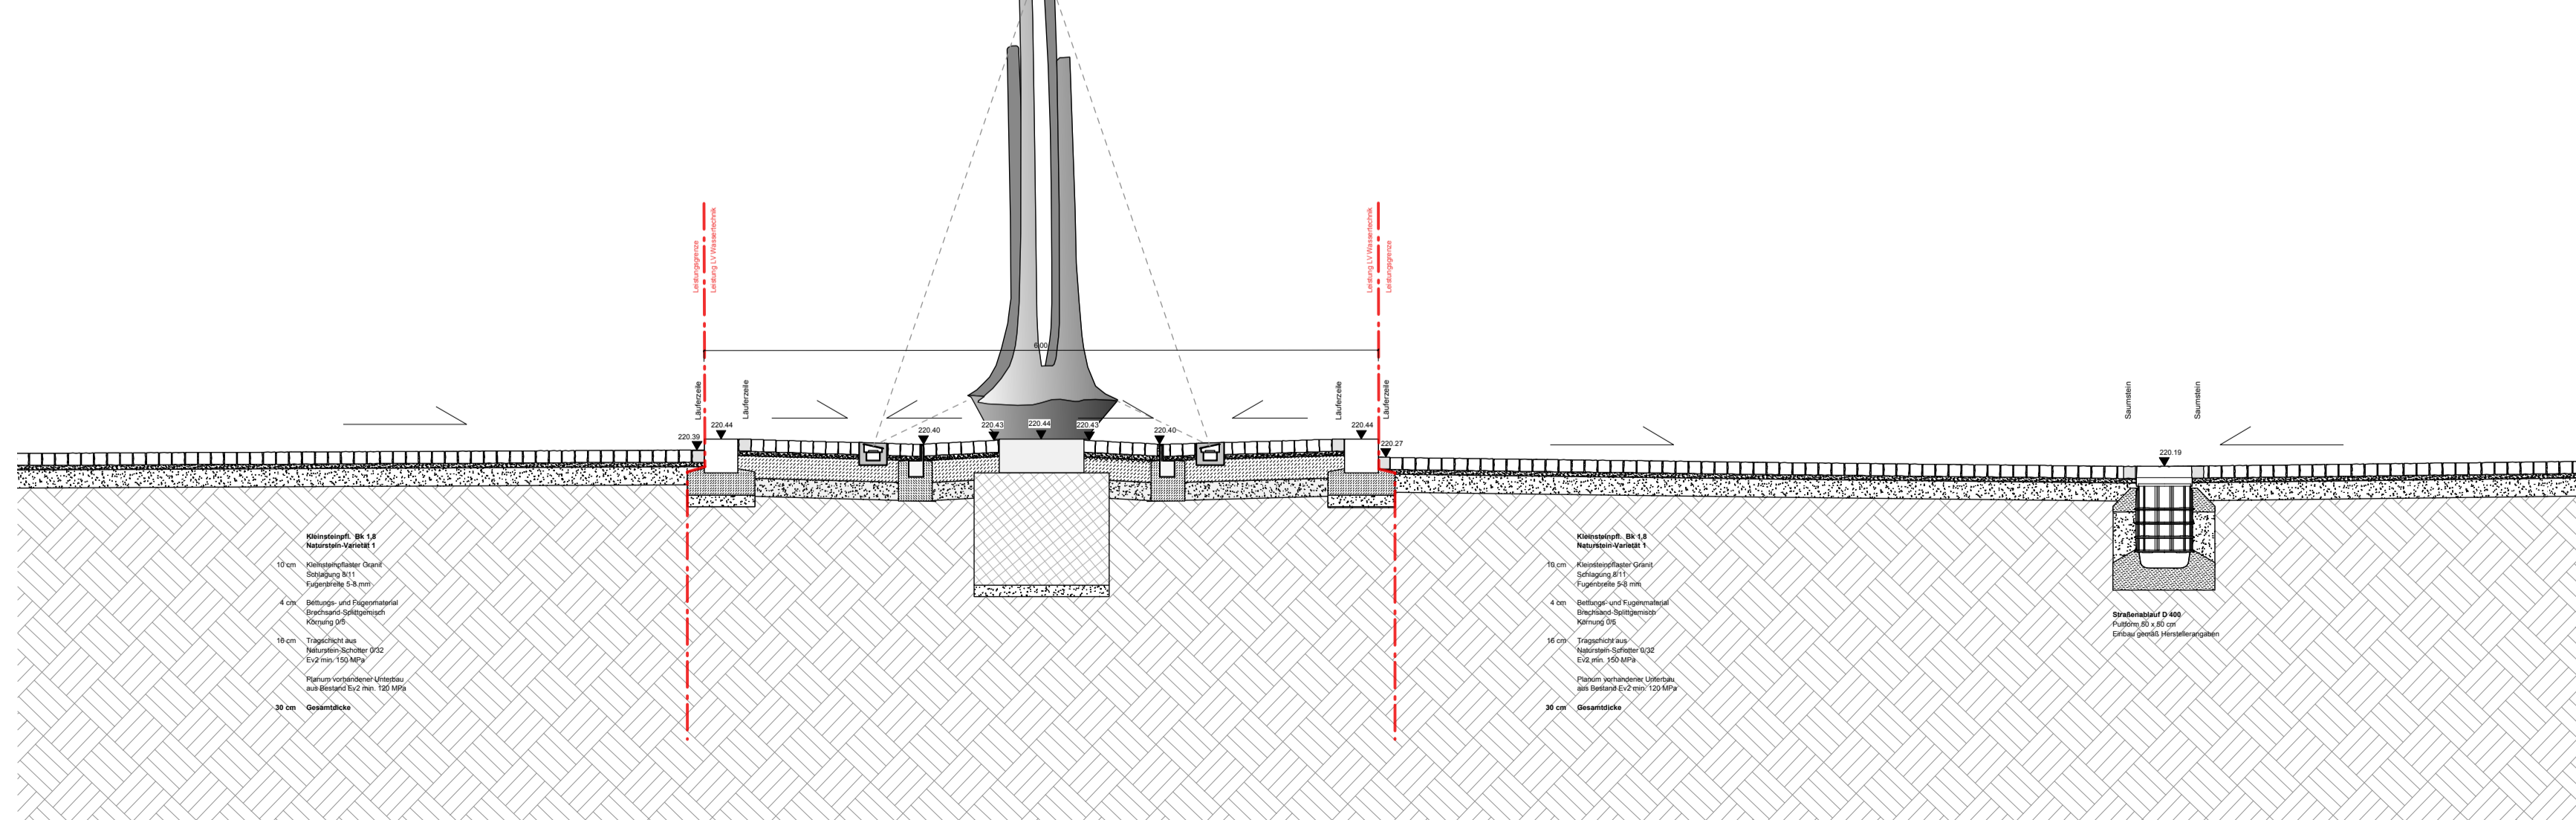 Leistungsgrenze
Leistung LV Wassertechnik
Leistung LV Wassertechnik
Leistungsgrenze
6.00
Läuferzeile
Läuferzeile
Läuferzeile
Läuferzeile
Saumstein
Saumstein
220.39
220.44
220.40
220.43
220.44
220.43
220.40
220.44
220.27
220.19
Kleinsteinpfl. Bk 1,8
Naturstein-Varietät 1
10 cm Kleinsteinpflaster Granit
Schlagung 8/11
Fugenbreite 5-8 mm
4 cm Bettungs- und Fugenmaterial
Brechsand-Splittgemisch
Körnung 0/5
16 cm Tragschicht aus
Naturstein-Schotter 0/32
Ev2 min. 150 MPa
Planum vorhandener Unterbau
aus Bestand Ev2 min. 120 MPa
30 cm Gesamtdicke
Kleinsteinpfl. Bk 1,8
Naturstein-Varietät 1
10 cm Kleinsteinpflaster Granit
Schlagung 8/11
Fugenbreite 5-8 mm
4 cm Bettungs- und Fugenmaterial
Brechsand-Splittgemisch
Körnung 0/5
16 cm Tragschicht aus
Naturstein-Schotter 0/32
Ev2 min. 150 MPa
Planum vorhandener Unterbau
aus Bestand Ev2 min. 120 MPa
30 cm Gesamtdicke
Straßenablauf D 400
Pultform 50 x 50 cm
Einbau gemäß Herstellerangaben